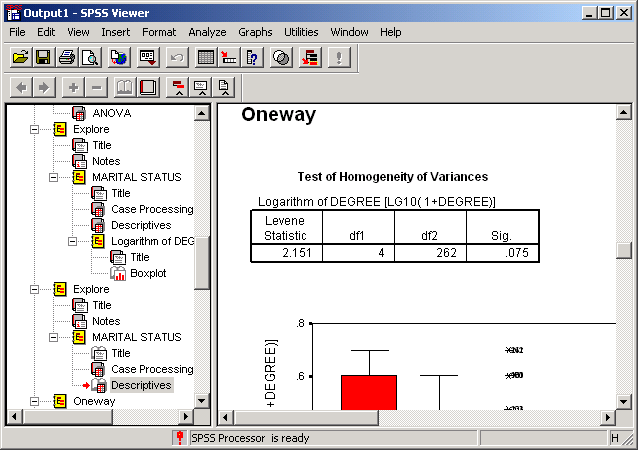 Output1 - SPSS Viewer
File Edit View Insert Format Analyze Graphs Utilities Window Help
ANOVA
Explore
Title
Notes
MARITAL STATUS
Title
Case Processing
Descriptives
Logarithm of DEG
Title
Boxplot
Explore
Title
Notes
MARITAL STATUS
Title
Case Processing
Descriptives
Oneway
Oneway
Test of Homogeneity of Variances
Logarithm of DEGREE [LG10( 1+DEGREE)]
Levene
Statistic df1 df2 Sig.
2.151 4 262 .075
.8
.6
+DEGREE)]
SPSS Processor is ready
H